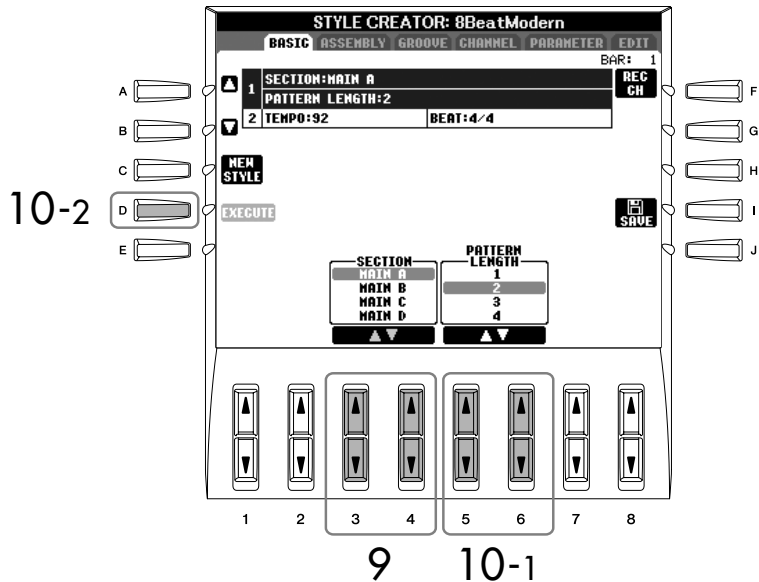 STYLE CREATOR: 8BeatModern
BASIC ASSEMBLY GROOVE CHANNEL PARAMETER EDIT
BAR: 1
1 SECTION:MAIN A
PATTERN LENGTH:2
REC CH
2 TEMPO:92 BEAT:4/4
NEW STYLE
EXECUTE
SAVE
A
B
C
D
E
F
G
H
I
J
10-2
SECTION
MAIN A
MAIN B
MAIN C
MAIN D
PATTERN LENGTH
1
2
3
4
1 2 3 4 5 6 7 8
9 10-1